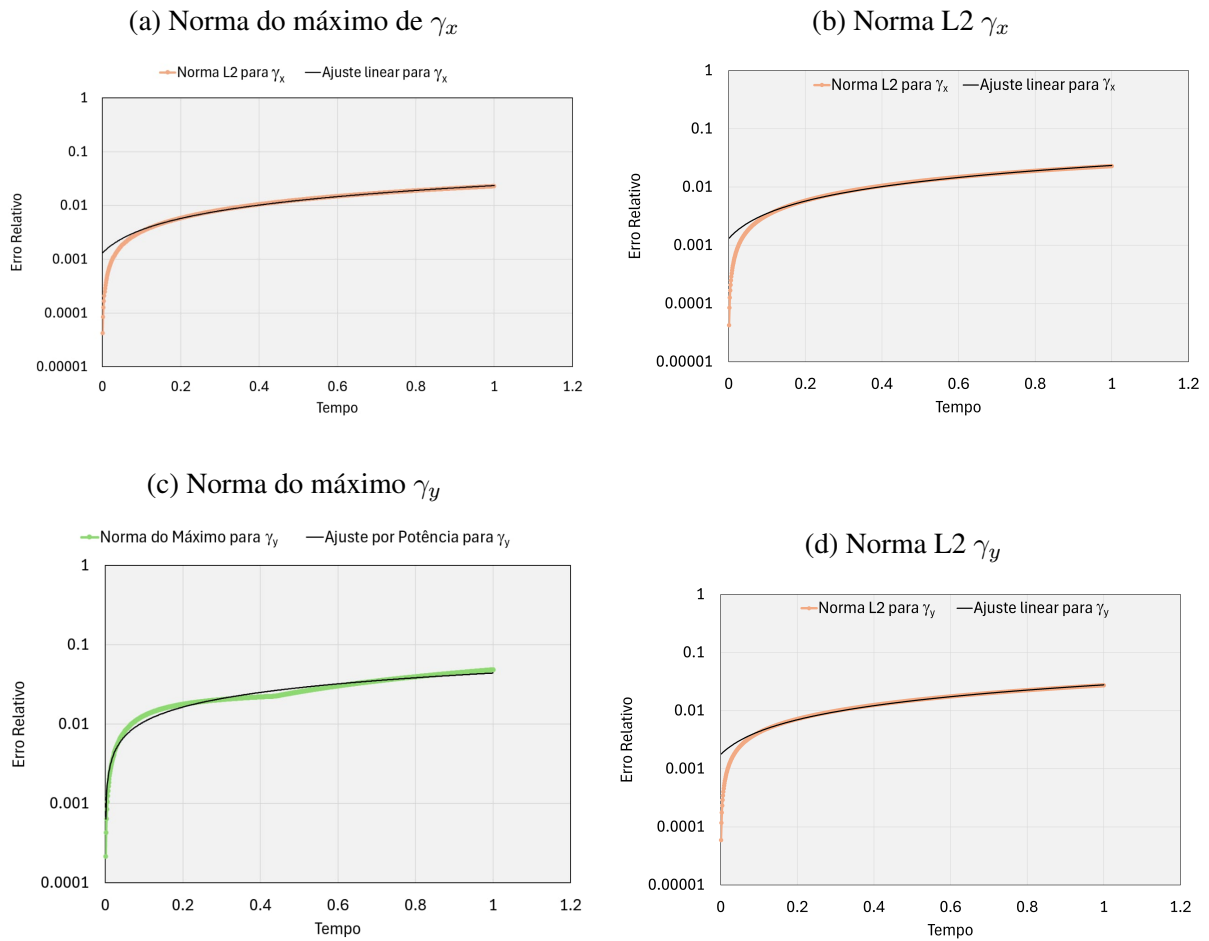 (a) Norma do máximo de γx
Norma L2 para γx Ajuste linear para γx
1
0.1
0.01
0.001
0.0001
0.00001
Erro Relativo
0 0.2 0.4 0.6 0.8 1 1.2
Tempo
(b) Norma L2 γx
Norma L2 para γx Ajuste linear para γx
1
0.1
0.01
0.001
0.0001
0.00001
Erro Relativo
0 0.2 0.4 0.6 0.8 1 1.2
Tempo
(c) Norma do máximo γy
Norma do Máximo para γy Ajuste por Potência para γy
1
0.1
0.01
0.001
0.0001
Erro Relativo
0 0.2 0.4 0.6 0.8 1 1.2
Tempo
(d) Norma L2 γy
Norma L2 para γy Ajuste linear para γy
1
0.1
0.01
0.001
0.0001
0.00001
Erro Relativo
0 0.2 0.4 0.6 0.8 1 1.2
Tempo